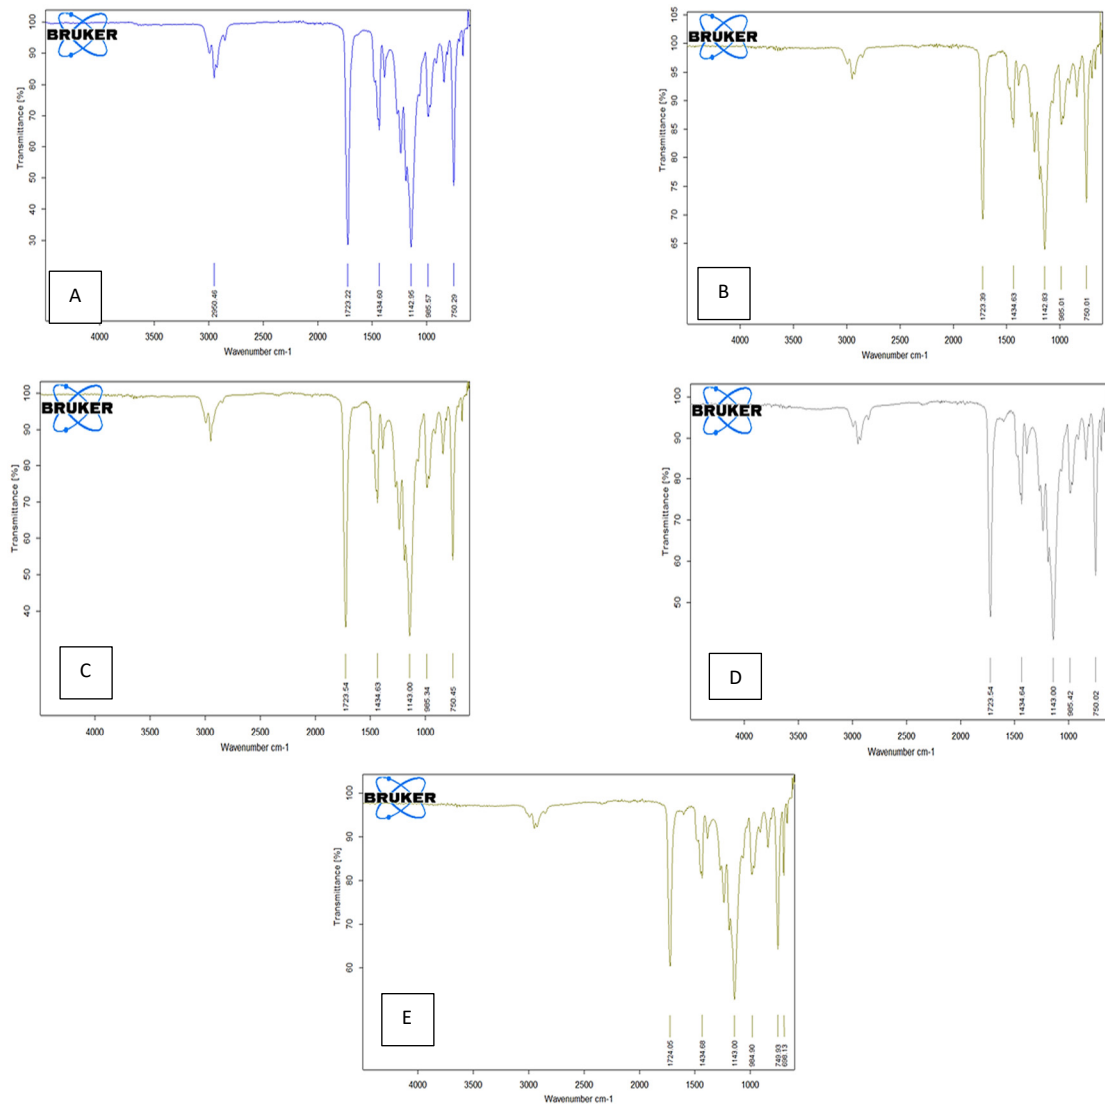 BRUKER
Transmittance [%]
100
90
80
70
60
50
40
30
2950.46
1723.22
1434.60
1142.95
985.57
750.29
A
4000 3500 3000 2500 2000 1500 1000
Wavenumber cm-1
BRUKER
Transmittance [%]
105
100
95
90
85
80
75
70
65
1723.39
1434.63
1142.83
985.01
750.01
B
4000 3500 3000 2500 2000 1500 1000
Wavenumber cm-1
BRUKER
Transmittance [%]
100
90
80
70
60
50
40
1723.54
1434.63
1143.00
985.34
750.45
C
4000 3500 3000 2500 2000 1500 1000
Wavenumber cm-1
BRUKER
Transmittance [%]
100
90
80
70
60
50
1723.54
1434.64
1143.00
985.42
750.02
D
4000 3500 3000 2500 2000 1500 1000
Wavenumber cm-1
BRUKER
Transmittance [%]
100
90
80
70
60
1724.05
1434.68
1143.00
984.90
749.93
698.13
E
4000 3500 3000 2500 2000 1500 1000
Wavenumber cm-1